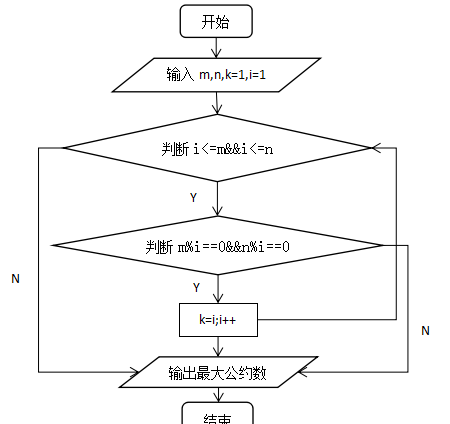 开始
输入 m,n,k=1,i=1
判断 i<=m&&i<=n
Y
判断 m%i==0&&n%i==0
N
Y
k=i;i++
N
输出最大公约数
结束